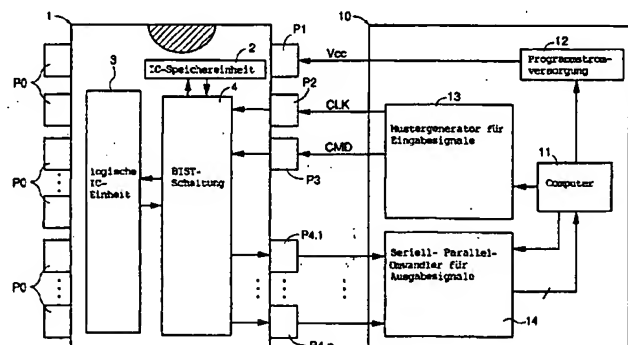 1
10
2
P1
12
3
IC-Speichereinheit
Vcc
Programmstrom-
versorgung
P0
4
P2
13
CLK
Mustergenerator für
Eingabesignale
11
CMD
P0
logische
IC-
Einheit
BIST-
Schaltung
P3
Computer
P4.1
Seriell- Parallel-
Umwandler für
Ausgabesignale
P0
14